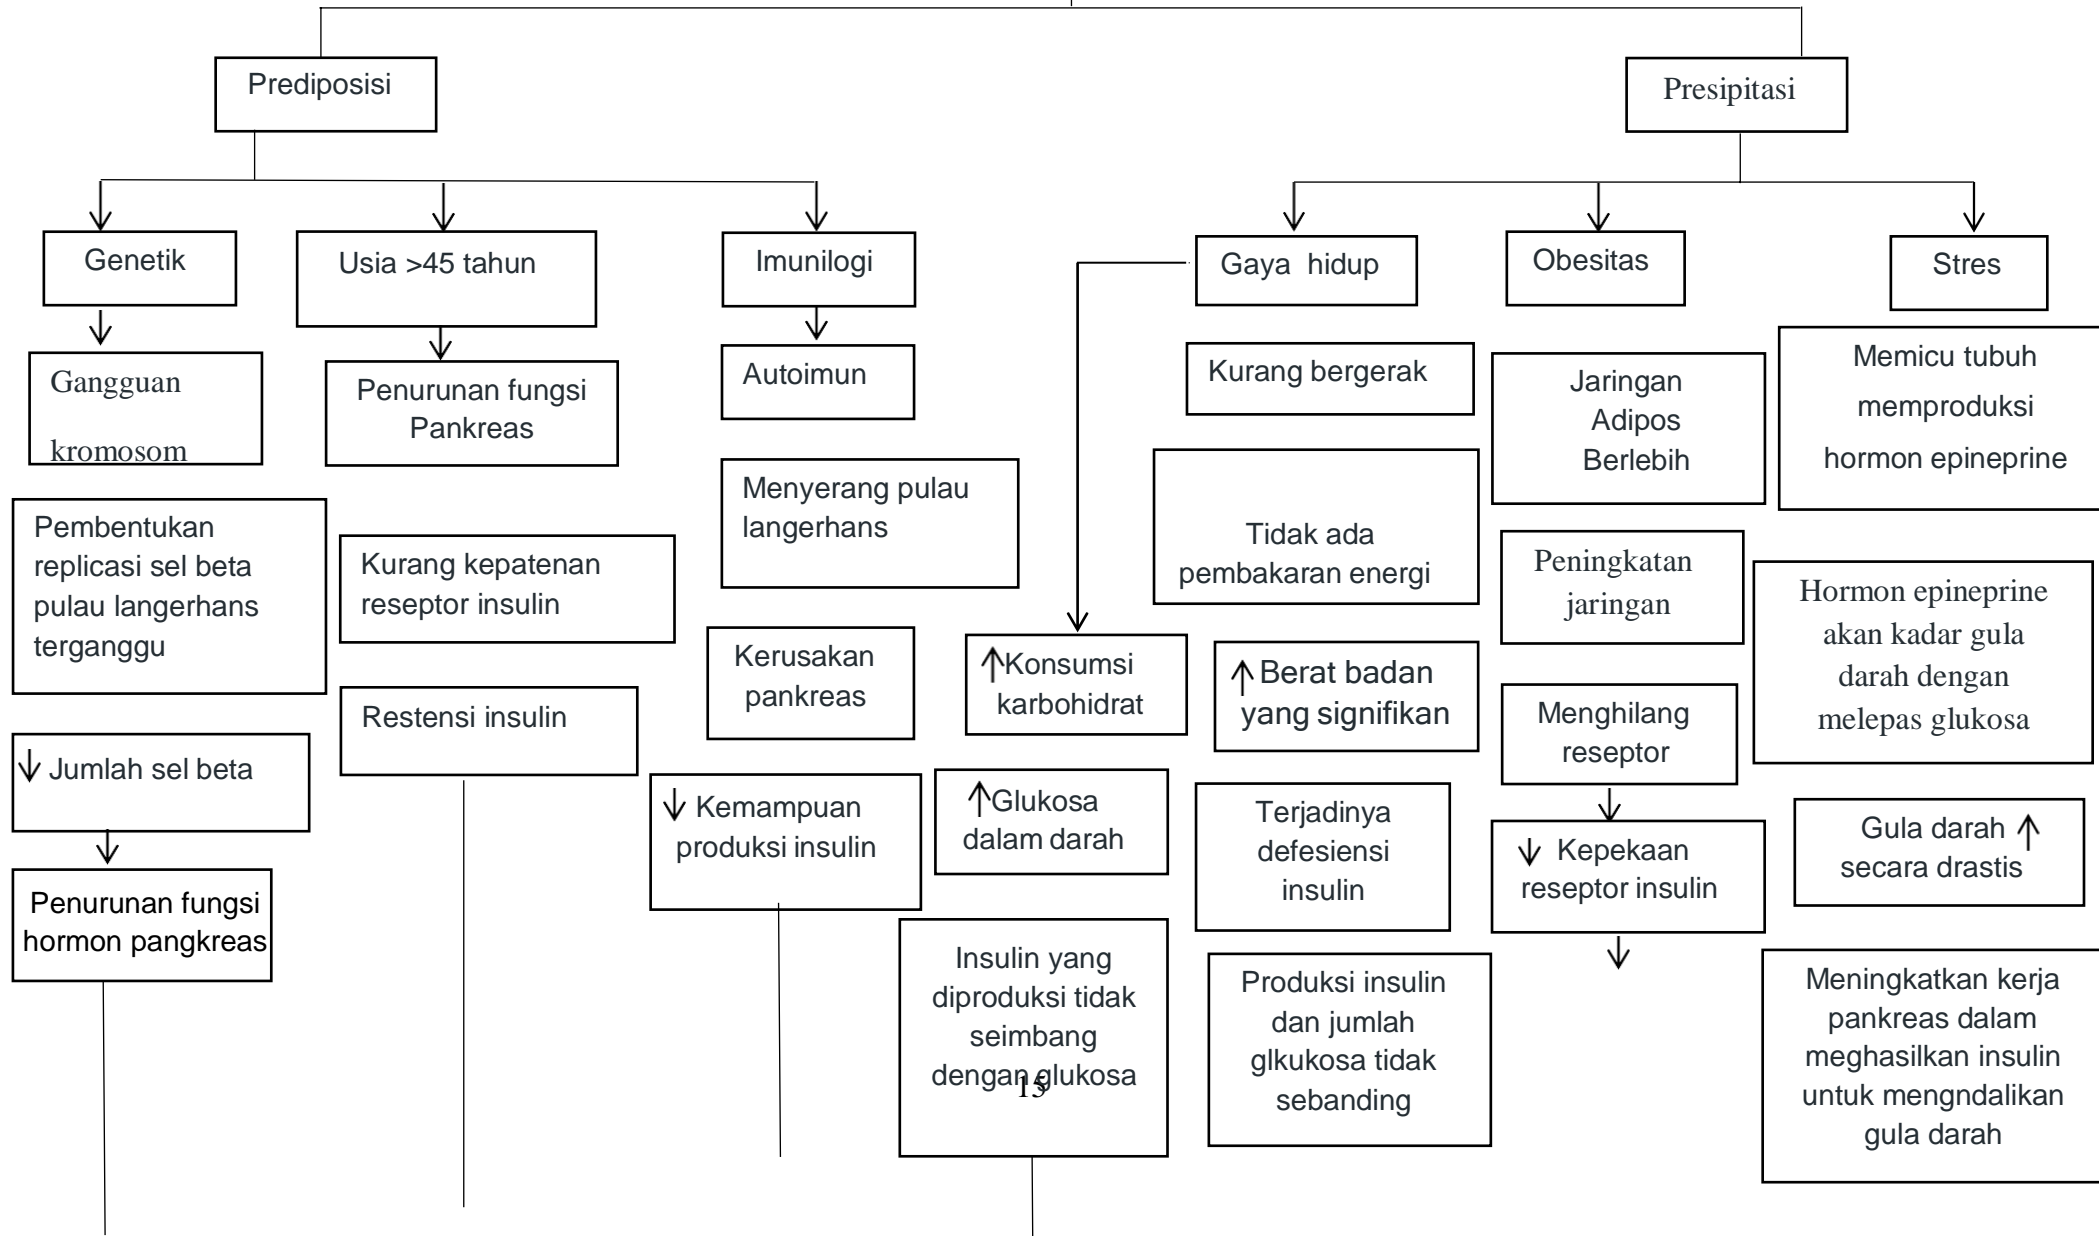 Prediposisi
Presipitasi
Genetik
Usia >45 tahun
Imunilogi
Gaya hidup
Obesitas
Stres
Gangguan
kromosom
Penurunan fungsi
Pankreas
Autoimun
Kurang bergerak
Jaringan
Adipos
Berlebih
Memicu tubuh
memproduksi
hormon epineprine
Pembentukan
replicasi sel beta
pulau langerhans
terganggu
Kurang kepatenan
reseptor insulin
Menyerang pulau
langerhans
Tidak ada
pembakaran energi
Peningkatan
jaringan
Hormon epineprine
akan kadar gula
darah dengan
melepas glukosa
Kerusakan
pankreas
↑Konsumsi
karbohidrat
↑ Berat badan
yang signifikan
Menghilang
reseptor
Restensi insulin
↓ Jumlah sel beta
↓ Kemampuan
produksi insulin
↑Glukosa
dalam darah
Terjadinya
defesiensi
insulin
↓ Kepekaan
reseptor insulin
Gula darah ↑
secara drastis
Penurunan fungsi
hormon pangkreas
Insulin yang
diproduksi tidak
seimbang
dengan glukosa
15
Produksi insulin
dan jumlah
glkukosa tidak
sebanding
Meningkatkan kerja
pankreas dalam
meghasilkan insulin
untuk mengndalikan
gula darah